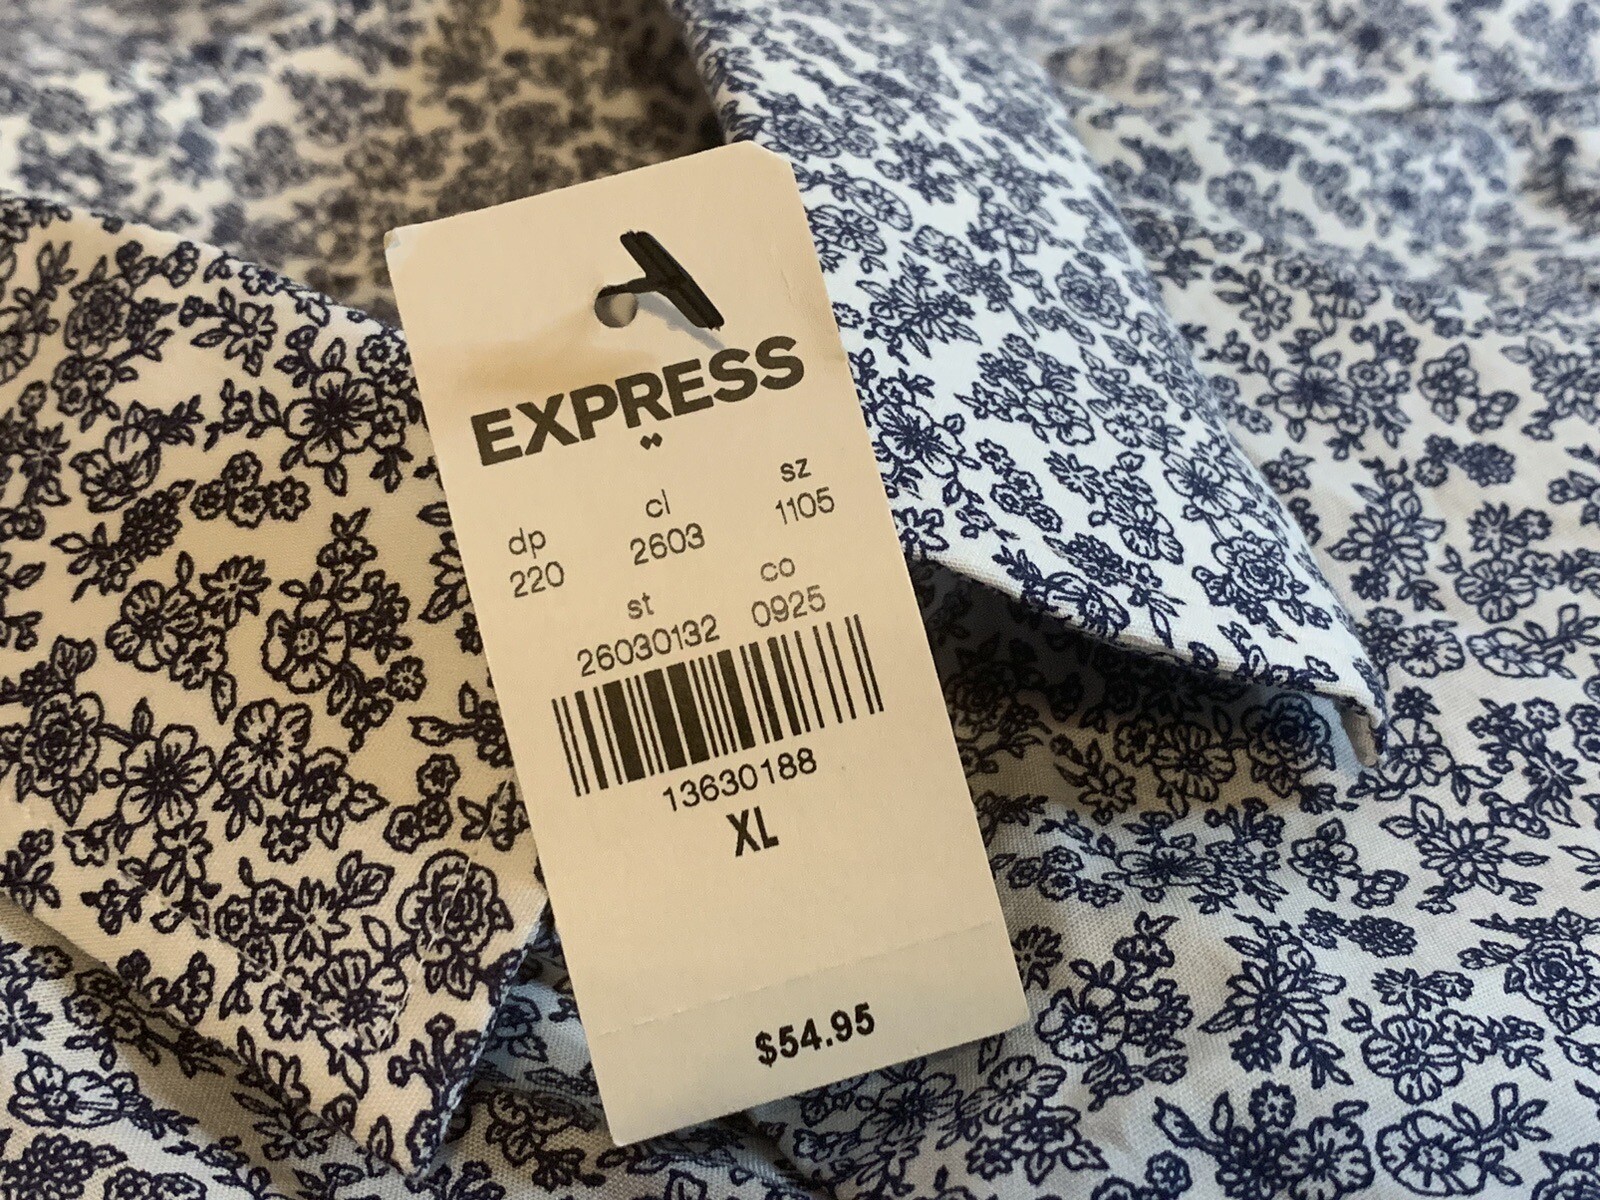 EXPRESS
dp cl sz
220 2603 1105
st co
26030132 0925
13630188
XL
$54.95